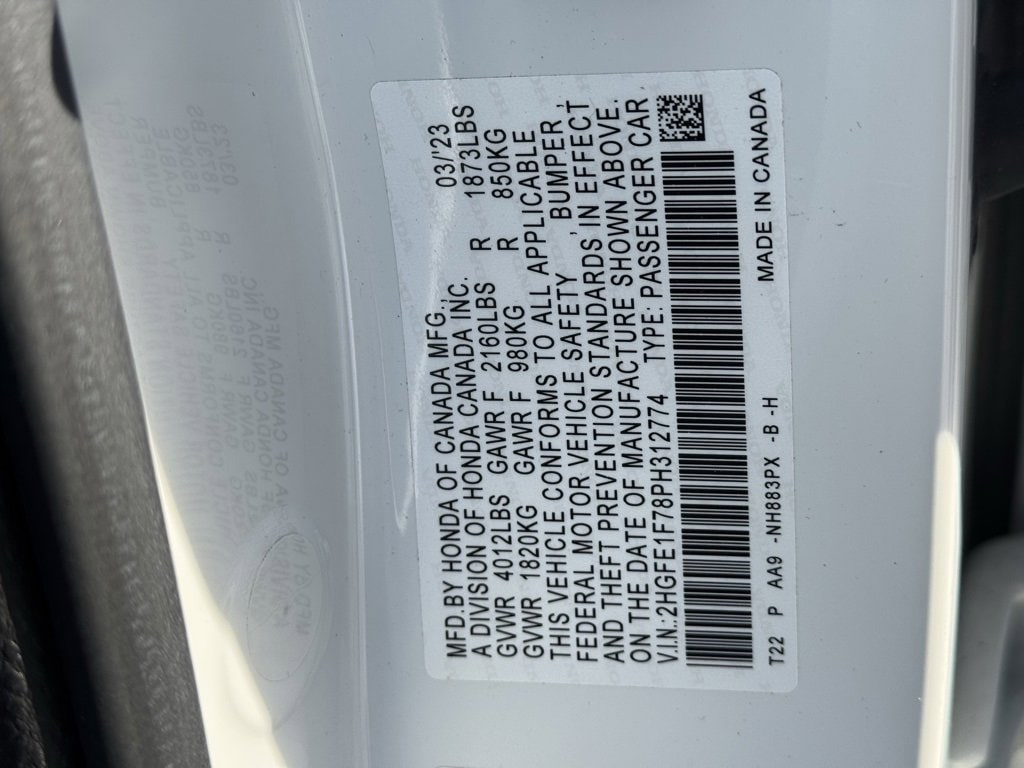 MFD.BY HONDA OF CANADA MFG., 03/'23
A DIVISION OF HONDA CANADA INC.
GVWR 4012LBS GAWR F 2160LBS R 1873LBS
GVWR 1820KG GAWR F 980KG R 850KG
THIS VEHICLE CONFORMS TO ALL APPLICABLE
FEDERAL MOTOR VEHICLE SAFETY, BUMPER,
AND THEFT PREVENTION STANDARDS, IN EFFECT
ON THE DATE OF MANUFACTURE SHOWN ABOVE.
V.I.N.:2HGFE1F78PH312774 TYPE: PASSENGER CAR
T22 P AA9 -NH883PX -B -H MADE IN CANADA